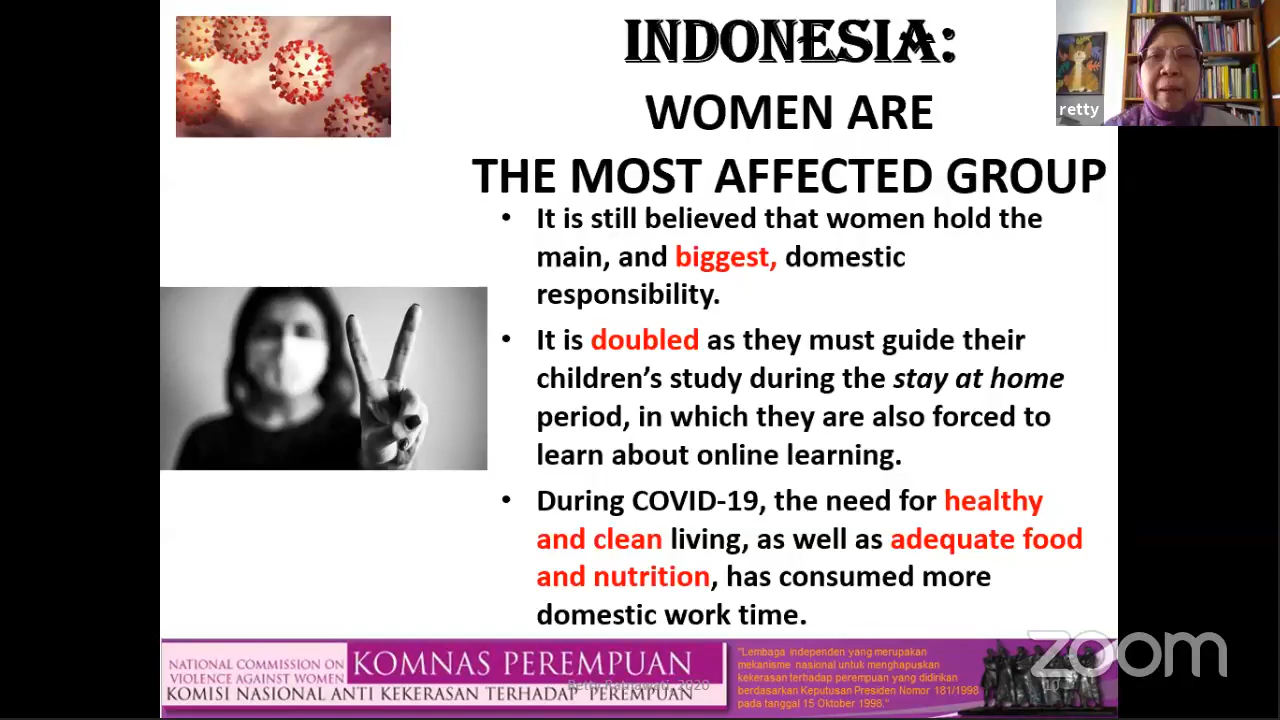 INDONESIA:
WOMEN ARE
THE MOST AFFECTED GROUP
retty
• It is still believed that women hold the
main, and biggest, domestic
responsibility.
• It is doubled as they must guide their
children's study during the stay at home
period, in which they are also forced to
learn about online learning.
• During COVID-19, the need for healthy
and clean living, as well as adequate food
and nutrition, has consumed more
domestic work time.
NATIONAL COMMISSION ON
VIOLENCE AGAINST WOMEN
KOMNAS PEREMPUAN
KOMISI NASIONAL ANTI KEKERASAN TERHADAP PEREMPUAN
Retty Ratnawati, 2020
"Lembaga independen yang merupakan
mekanisme nasional untuk menghapuskan
kekerasan terhadap perempuan yang didirikan
berdasarkan Keputusan Presiden Nomor 181/1998
pada tanggal 15 Oktober 1998."
10
zoom